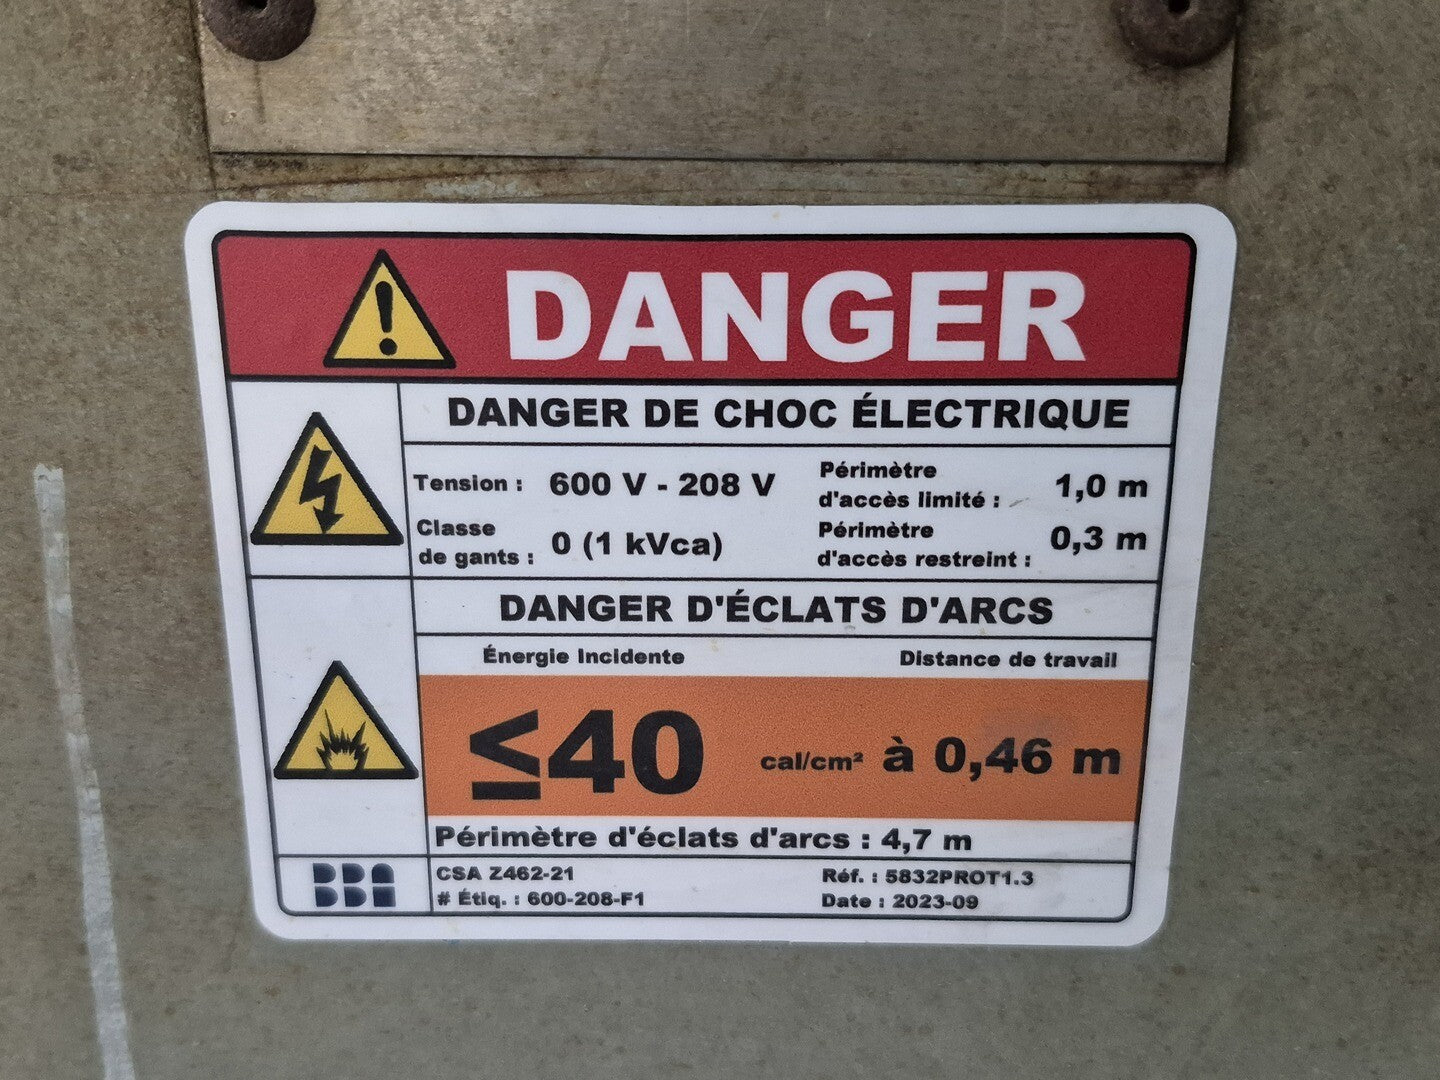 DANGER
DANGER DE CHOC ÉLECTRIQUE
Tension : 600 V - 208 V
Périmètre
d'accès limité : 1,0 m
Classe
de gants : 0 (1 kVca)
Périmètre
d'accès restreint : 0,3 m
DANGER D'ÉCLATS D'ARCS
Énergie Incidente Distance de travail
≤40 cal/cm² à 0,46 m
Périmètre d'éclats d'arcs : 4,7 m
BBA
CSA Z462-21 Réf. : 5832PROT1.3
# Étiq. : 600-208-F1 Date : 2023-09